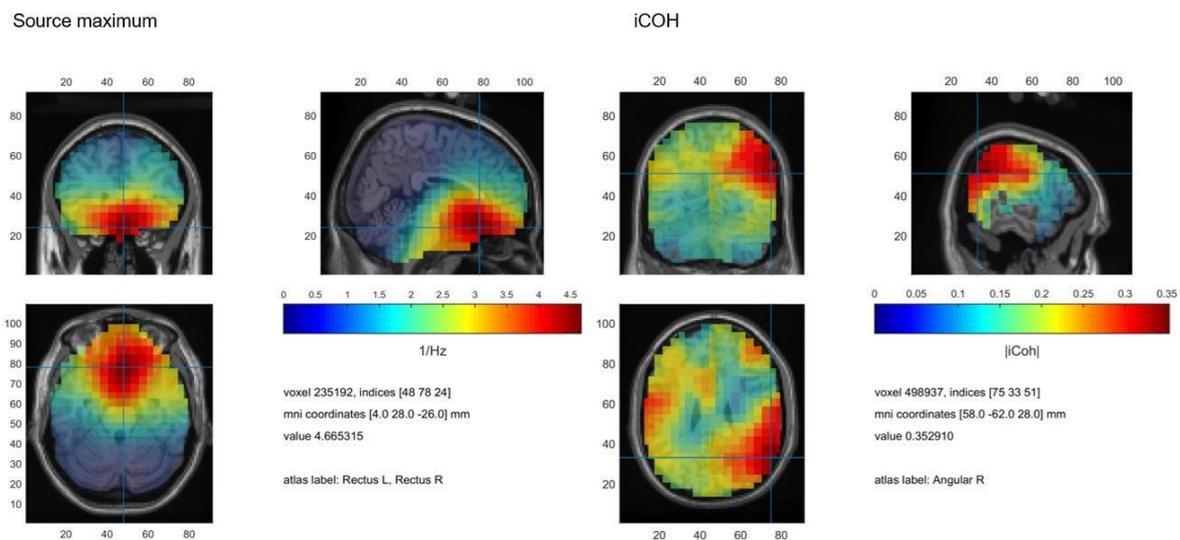 Source maximum
iCOH
20 40 60 80
20 40 60 80 100
20 40 60 80
20 40 60 80 100
80
60
40
20
80
60
40
20
80
60
40
20
80
60
40
20
0 0.5 1 1.5 2 2.5 3 3.5 4 4.5
1/Hz
0 0.05 0.1 0.15 0.2 0.25 0.3 0.35
|iCoh|
100
90
80
70
60
50
40
30
20
10
20 40 60 80
voxel 235192, indices [48 78 24]
mni coordinates [4.0 28.0 -26.0] mm
value 4.665315
atlas label: Rectus L, Rectus R
100
80
60
40
20
20 40 60 80
voxel 498937, indices [75 33 51]
mni coordinates [58.0 -62.0 28.0] mm
value 0.352910
atlas label: Angular R